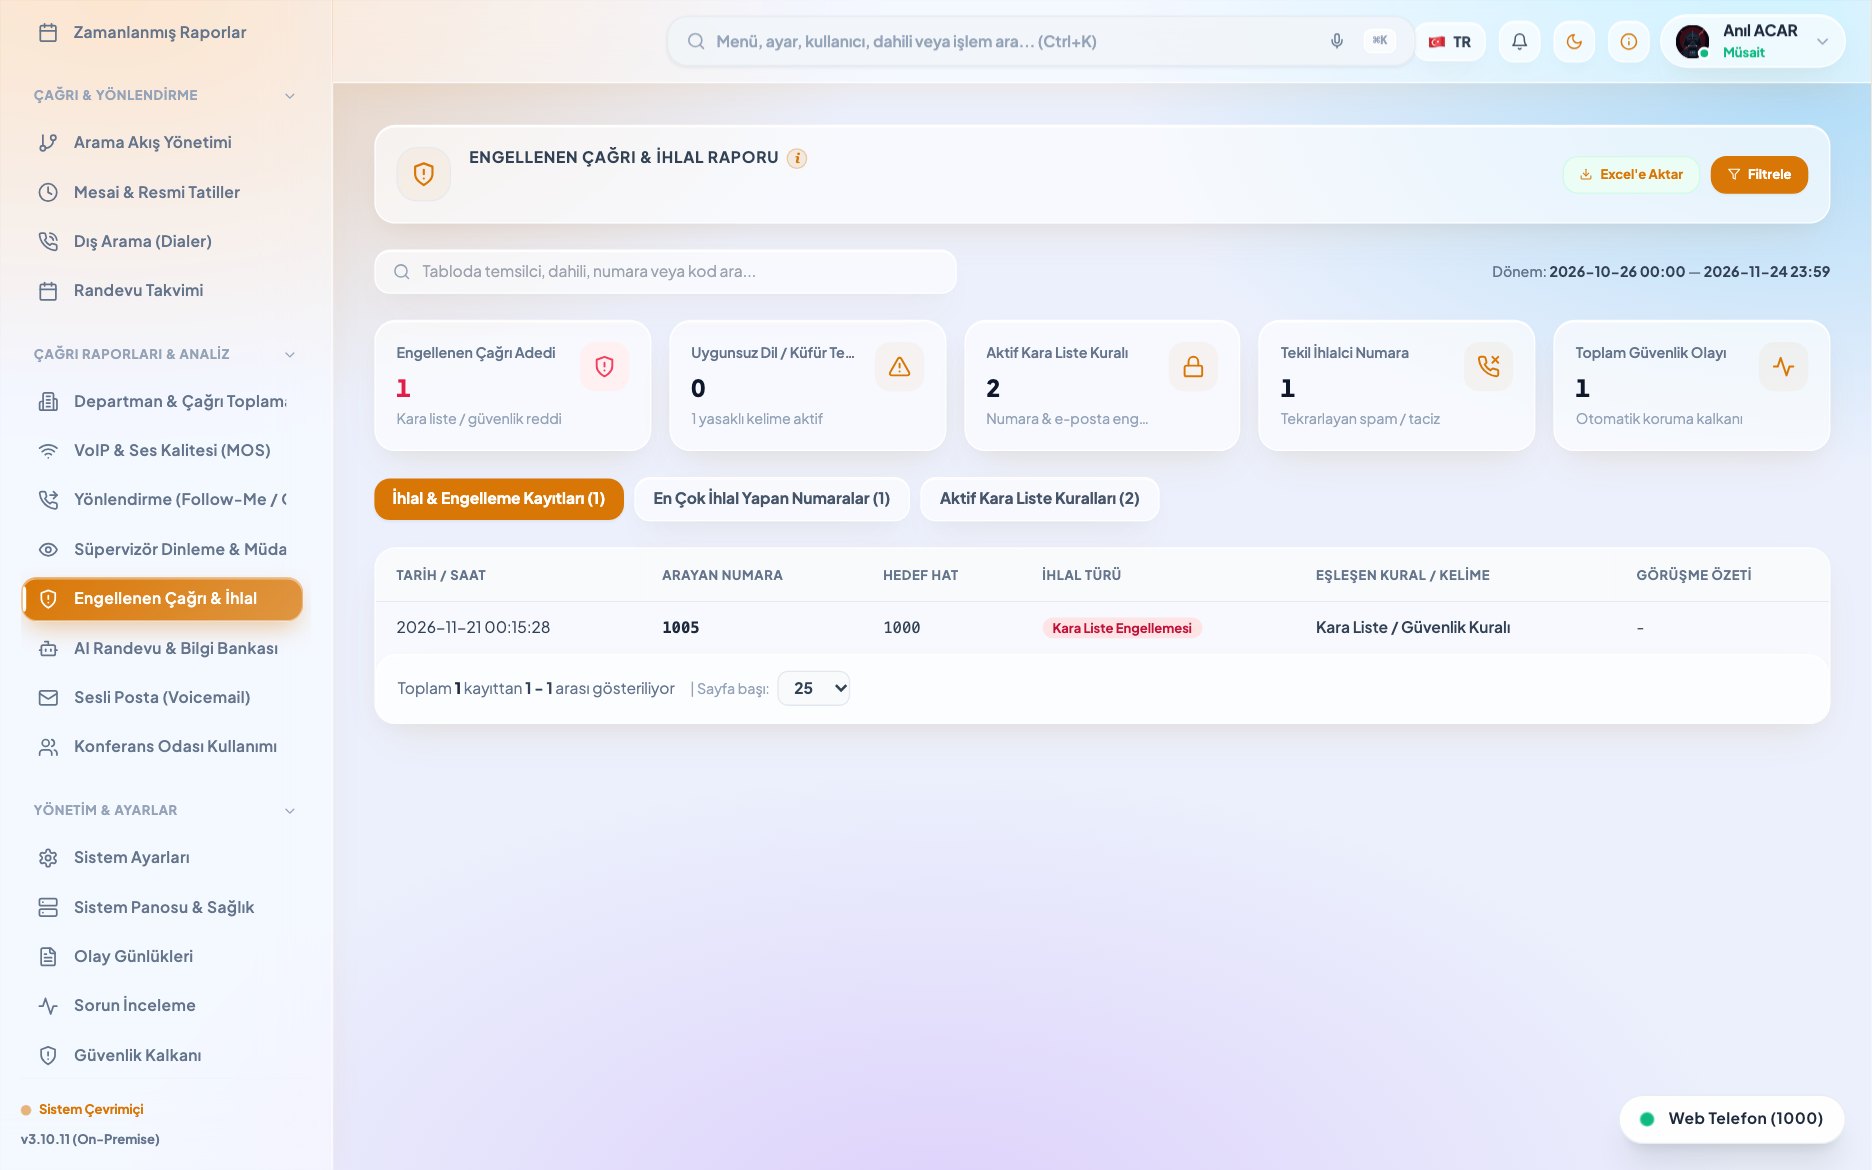 Zamanlanmış Raporlar
ÇAĞRI & YÖNLENDİRME
Arama Akış Yönetimi
Mesai & Resmi Tatiller
Dış Arama (Dialer)
Randevu Takvimi
ÇAĞRI RAPORLARI & ANALİZ
Departman & Çağrı Toplama
VoIP & Ses Kalitesi (MOS)
Yönlendirme (Follow-Me /
Süpervizör Dinleme & Müda
Engellenen Çağrı & İhlal
AI Randevu & Bilgi Bankası
Sesli Posta (Voicemail)
Konferans Odası Kullanımı
YÖNETİM & AYARLAR
Sistem Ayarları
Sistem Panosu & Sağlık
Olay Günlükleri
Sorun İnceleme
Güvenlik Kalkanı
Sistem Çevrimiçi
v3.10.11 (On-Premise)
Menü, ayar, kullanıcı, dahili veya işlem ara... (Ctrl+K)
⌘K
TR
Anıl ACAR
Müsait
ENGELLENEN ÇAĞRI & İHLAL RAPORU i
Excel'e Aktar
Filtrele
Tabloda temsilci, dahili, numara veya kod ara...
Dönem: 2026-10-26 00:00 — 2026-11-24 23:59
Engellenen Çağrı Adedi
1
Kara liste / güvenlik reddi
Uygunsuz Dil / Küfür Te...
0
1 yasaklı kelime aktif
Aktif Kara Liste Kuralı
2
Numara & e-posta eng...
Tekil İhlalci Numara
1
Tekrarlayan spam / taciz
Toplam Güvenlik Olayı
1
Otomatik koruma kalkanı
İhlal & Engelleme Kayıtları (1)
En Çok İhlal Yapan Numaralar (1)
Aktif Kara Liste Kuralları (2)
TARİH / SAAT ARAYAN NUMARA HEDEF HAT İHLAL TÜRÜ EŞLEŞEN KURAL / KELİME GÖRÜŞME ÖZETİ
2026-11-21 00:15:28 1005 1000 Kara Liste Engellemesi Kara Liste / Güvenlik Kuralı -
Toplam 1 kayıttan 1 - 1 arası gösteriliyor | Sayfa başı: 25
Web Telefon (1000)